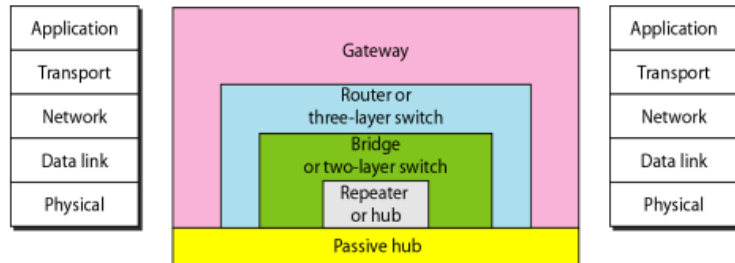 Application
Transport
Network
Data link
Physical
Gateway
Router or
three-layer switch
Bridge
or two-layer switch
Repeater
or hub
Passive hub
Application
Transport
Network
Data link
Physical